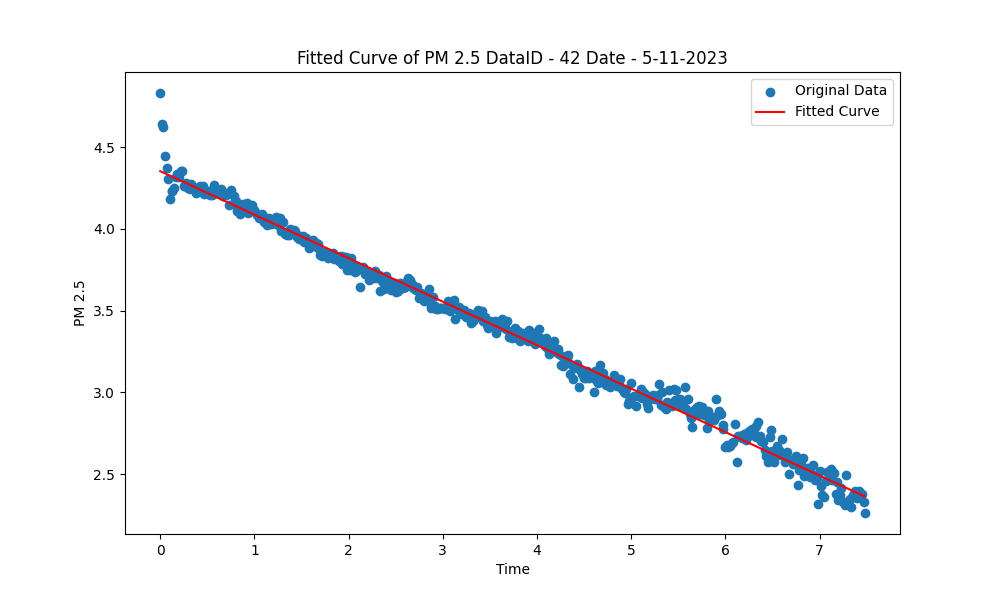 Fitted Curve of PM 2.5 DataID - 42 Date - 5-11-2023
Original Data
Fitted Curve
4.5
4.0
3.5
3.0
2.5
PM 2.5
0 1 2 3 4 5 6 7
Time